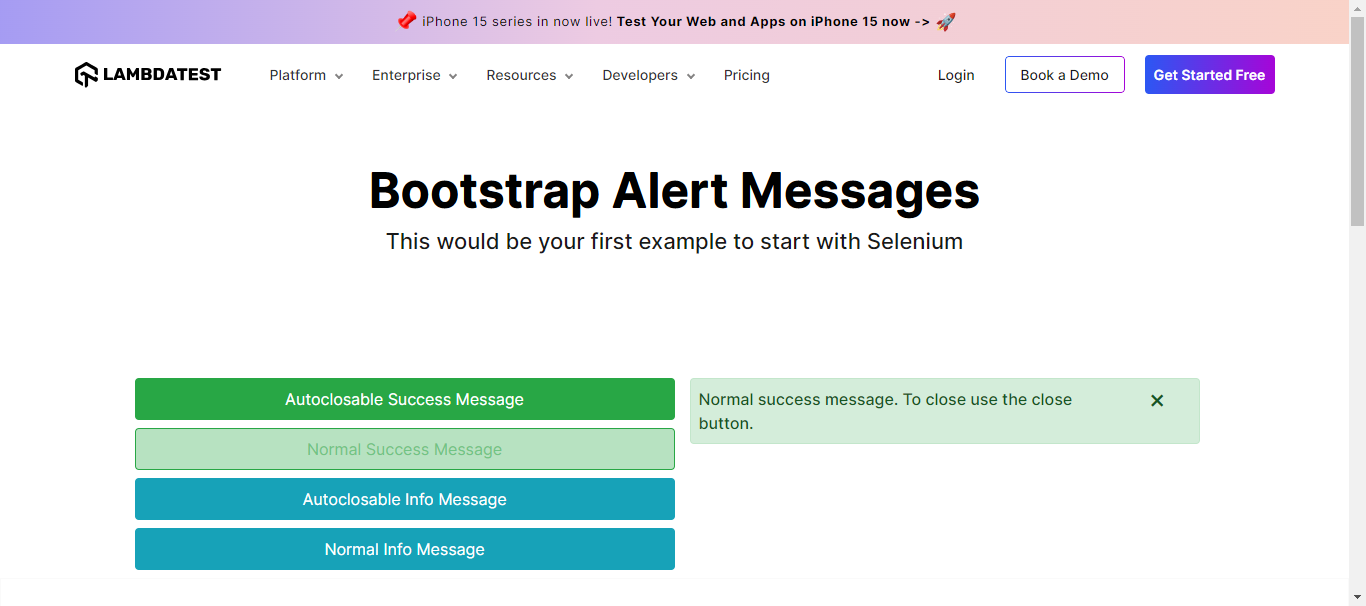 iPhone 15 series in now live! Test Your Web and Apps on iPhone 15 now ->
LAMBDATEST Platform Enterprise Resources Developers Pricing Login Book a Demo Get Started Free
Bootstrap Alert Messages
This would be your first example to start with Selenium
Autoclosable Success Message
Normal Success Message
Autoclosable Info Message
Normal Info Message
Normal success message. To close use the close
button.